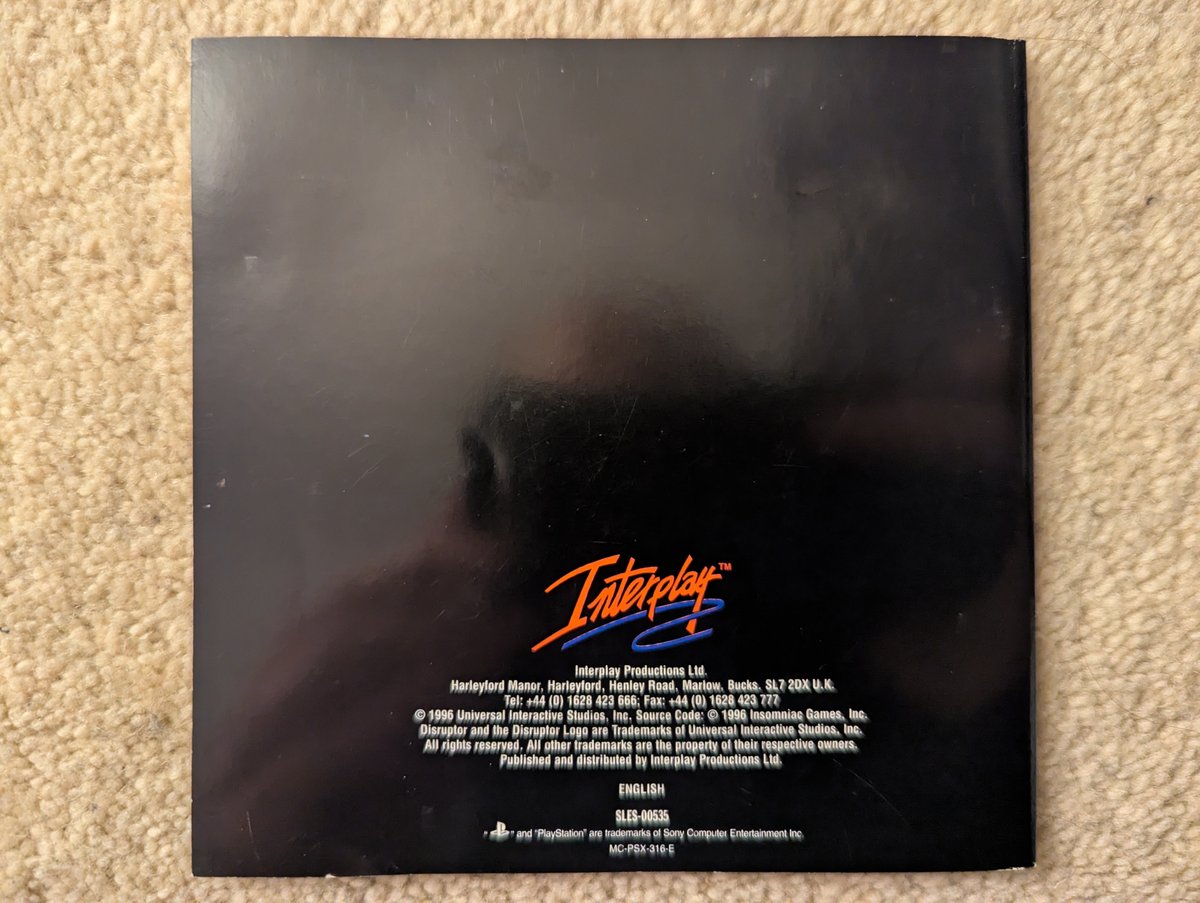 Interplay™
Interplay Productions Ltd.
Harleyford Manor, Harleyford, Henley Road, Marlow, Bucks. SL7 2DX U.K.
Tel: +44 (0) 1628 423 666; Fax: +44 (0) 1628 423 777
© 1996 Universal Interactive Studios, Inc. Source Code: © 1996 Insomniac Games, Inc.
Disruptor and the Disruptor Logo are Trademarks of Universal Interactive Studios, Inc.
All rights reserved. All other trademarks are the property of their respective owners.
Published and distributed by Interplay Productions Ltd.
ENGLISH
SLES-00535
" " and "PlayStation" are trademarks of Sony Computer Entertainment Inc.
MC-PSX-316-E